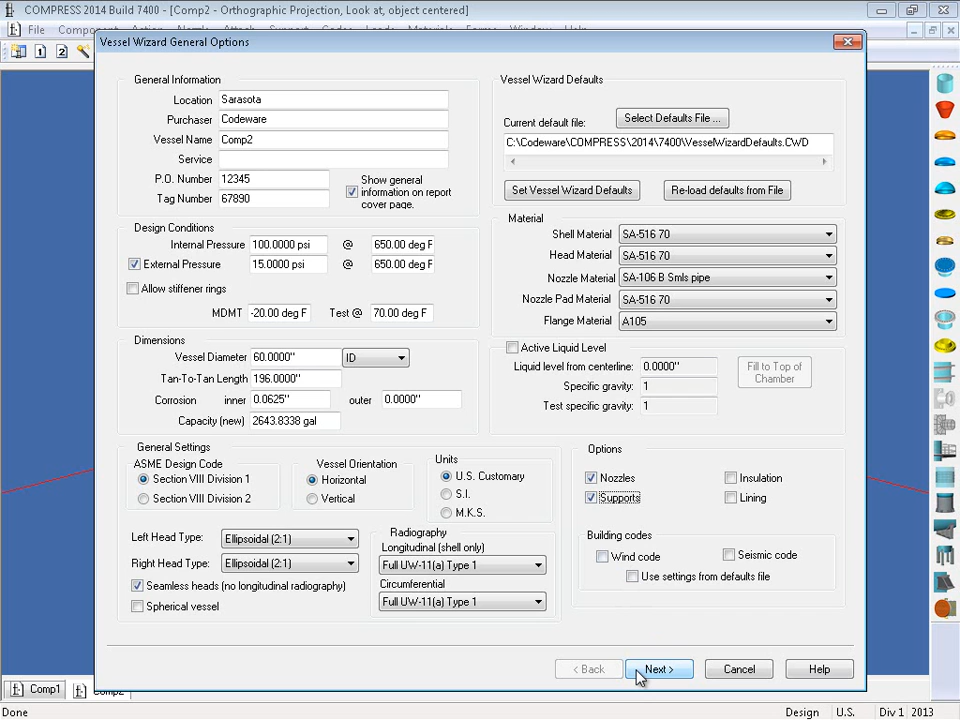 COMPRESS 2014 Build 7400 - [Comp2 - Orthographic Projection, Look at, object centered]
File
Vessel Wizard General Options
1 2
General Information
Location Sarasota
Purchaser Codeware
Vessel Name Comp2
Service
P.O. Number 12345
Tag Number 67890
Show general
information on report
cover page.
Design Conditions
Internal Pressure 100.0000 psi @ 650.00 deg F
External Pressure 15.0000 psi @ 650.00 deg F
Allow stiffener rings
MDMT -20.00 deg F Test @ 70.00 deg F
Dimensions
Vessel Diameter 60.0000" ID
Tan-To-Tan Length 196.0000"
Corrosion inner 0.0625" outer 0.0000"
Capacity (new) 2643.8338 gal
General Settings
ASME Design Code
Section VIII Division 1
Section VIII Division 2
Vessel Orientation
Horizontal
Vertical
Units
U.S. Customary
S.I.
M.K.S.
Left Head Type: Ellipsoidal (2:1)
Right Head Type: Ellipsoidal (2:1)
Seamless heads (no longitudinal radiography)
Spherical vessel
Radiography
Longitudinal (shell only)
Full UW-11(a) Type 1
Circumferential
Full UW-11(a) Type 1
Vessel Wizard Defaults
Current default file: Select Defaults File ...
C:\Codeware\COMPRESS\2014\7400\VesselWizardDefaults.CWD
Set Vessel Wizard Defaults Re-load defaults from File
Material
Shell Material SA-516 70
Head Material SA-516 70
Nozzle Material SA-106 B Smls pipe
Nozzle Pad Material SA-516 70
Flange Material A105
Active Liquid Level
Liquid level from centerline: 0.0000"
Specific gravity: 1
Test specific gravity: 1
Fill to Top of
Chamber
Options
Nozzles Insulation
Supports Lining
Building codes
Wind code Seismic code
Use settings from defaults file
< Back Next > Cancel Help
Comp1 Comp2
Done Design U.S. Div 1 2013